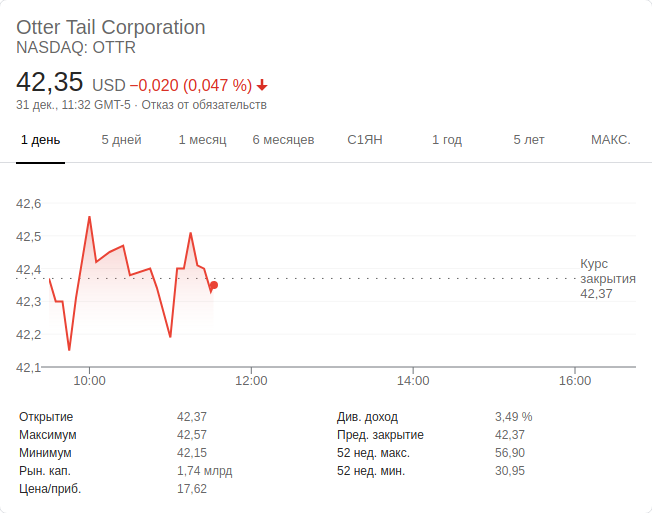 Otter Tail Corporation
NASDAQ: OTTR
42,35 USD −0,020 (0,047 %)
31 дек., 11:32 GMT-5 · Отказ от обязательств
1 день 5 дней 1 месяц 6 месяцев С1ЯН 1 год 5 лет МАКС.
42,6
42,5
42,4
42,3
42,2
42,1
Курс
закрытия
42,37
10:00 12:00 14:00 16:00
Открытие 42,37 Див. доход 3,49 %
Максимум 42,57 Пред. закрытие 42,37
Минимум 42,15 52 нед. макс. 56,90
Рын. кап. 1,74 млрд 52 нед. мин. 30,95
Цена/приб. 17,62